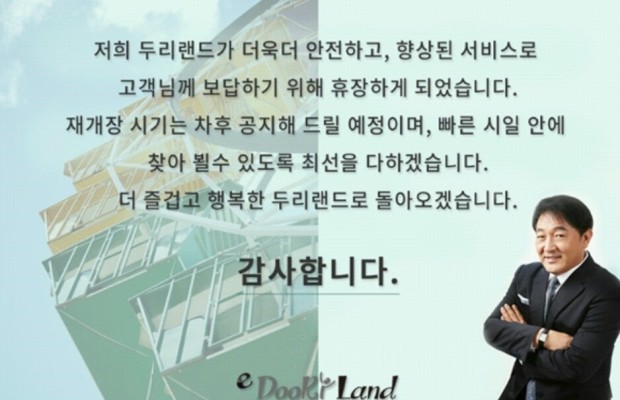 저희 두리랜드가 더욱더 안전하고, 향상된 서비스로
고객님께 보답하기 위해 휴장하게 되었습니다.
재개장 시기는 차후 공지해 드릴 예정이며, 빠른 시일 안에
찾아 뵐수 있도록 최선을 다하겠습니다.
더 즐겁고 행복한 두리랜드로 돌아오겠습니다.
감사합니다.
e DooRi Land